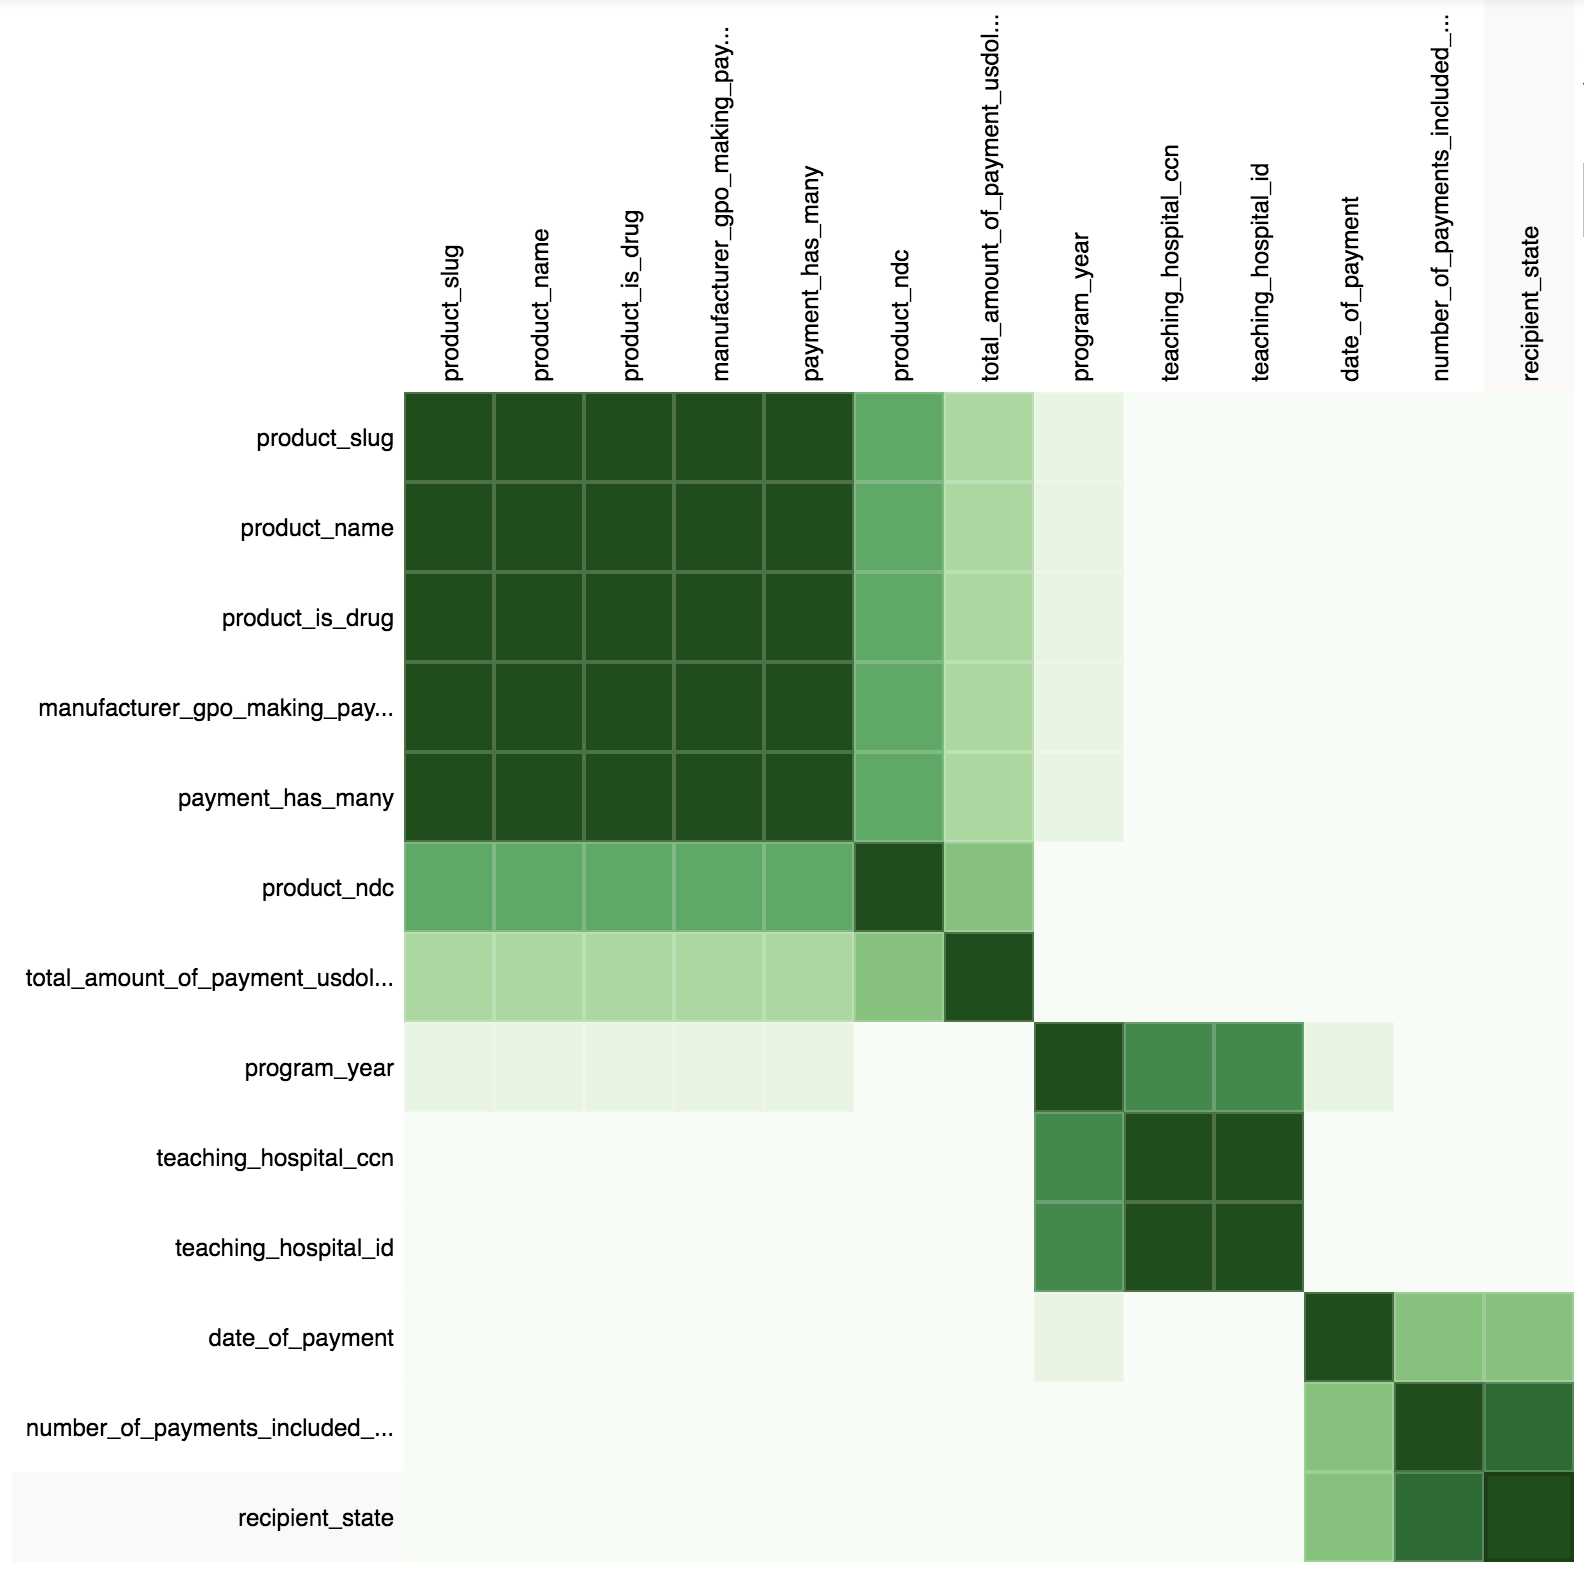 product_slug
product_name
product_is_drug
manufacturer_gpo_making_pay...
payment_has_many
product_ndc
total_amount_of_payment_usdol...
program_year
teaching_hospital_ccn
teaching_hospital_id
date_of_payment
number_of_payments_included_...
recipient_state
product_slug
product_name
product_is_drug
manufacturer_gpo_making_pay...
payment_has_many
product_ndc
total_amount_of_payment_usdol...
program_year
teaching_hospital_ccn
teaching_hospital_id
date_of_payment
number_of_payments_included_...
recipient_state